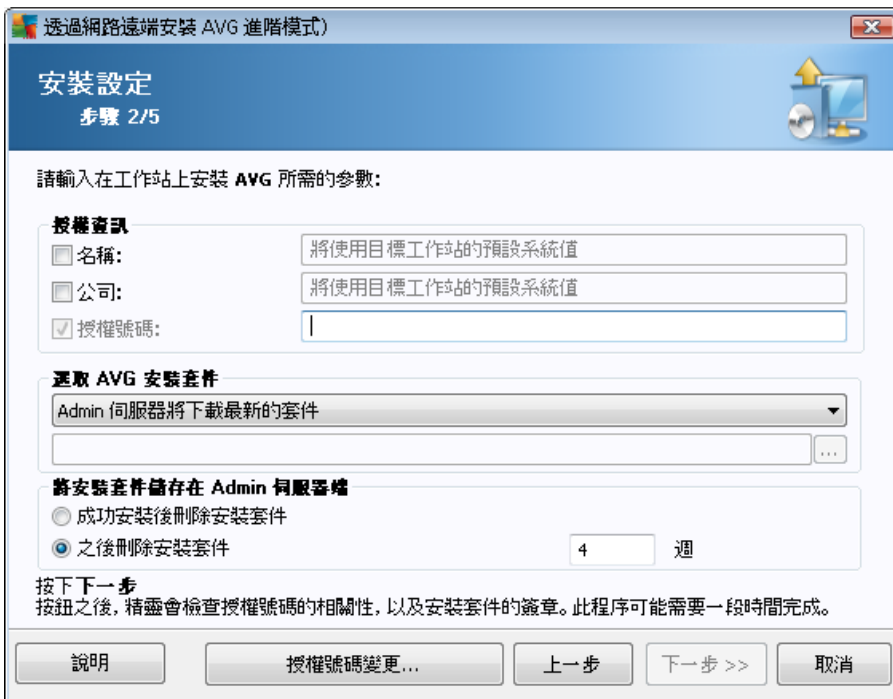 透過網路遠端安裝 AVG 進階模式)
安裝設定
步驟 2/5
請輸入在工作站上安裝 AVG 所需的參數:
授權資訊
名稱:
將使用目標工作站的預設系統值
公司:
將使用目標工作站的預設系統值
授權號碼:
選取 AVG 安裝套件
Admin 伺服器將下載最新的套件
...
將安裝套件儲存在 Admin 伺服器端
成功安裝後刪除安裝套件
之後刪除安裝套件
4
週
按下下一步
按鈕之後, 精靈會檢查授權號碼的相關性, 以及安裝套件的簽章。此程序可能需要一段時間完成。
說明
授權號碼變更...
上一步
下一步 >>
取消